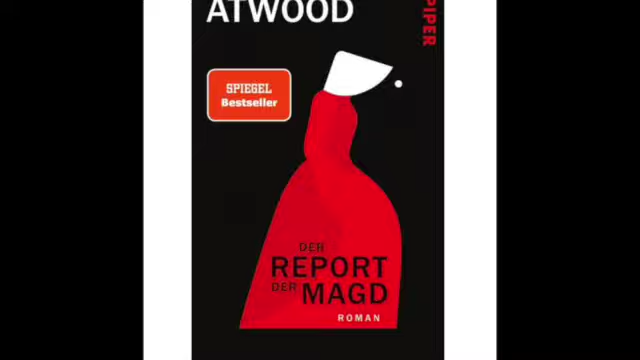 ATWOOD
PIPER
SPIEGEL
Bestseller
DER
REPORT
DER MAGD
ROMAN